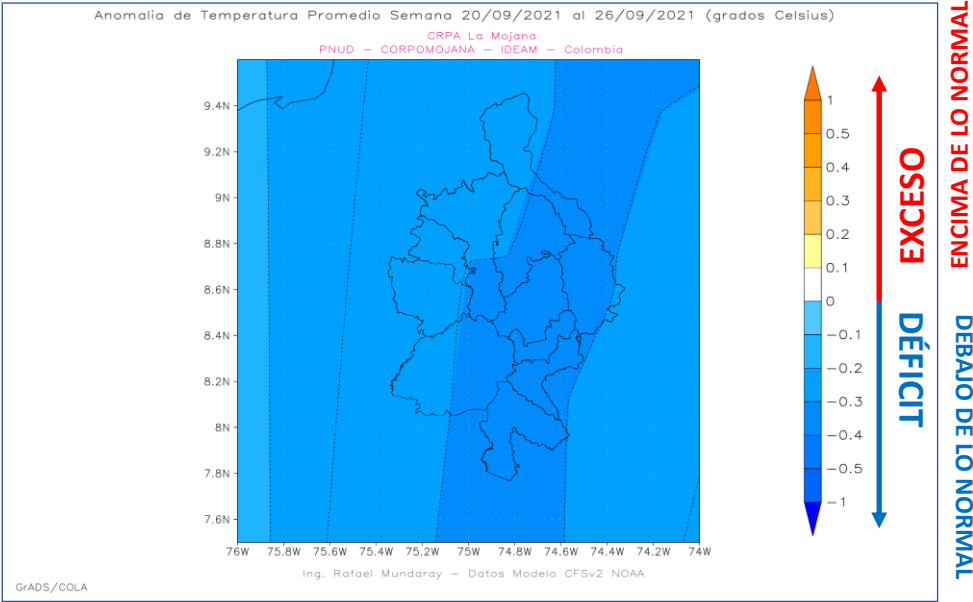 Anomalia de Temperatura Promedio Semana 20/09/2021 al 26/09/2021 (grados Celsius)
CRPA La Mojana
PNUD – CORPOMOJANA – IDEAM – Colombia
9.4N
9.2N
9N
8.8N
8.6N
8.4N
8.2N
8N
7.8N
7.6N
76W 75.8W 75.6W 75.4W 75.2W 75W 74.8W 74.6W 74.4W 74.2W 74W
Ing. Rafael Mundaray – Datos Modelo CFSv2 NOAA
GrADS/COLA
1
0.5
0.4
0.3
0.2
0.1
0
−0.1
−0.2
−0.3
−0.4
−0.5
−1
EXCESO
DÉFICIT
ENCIMA DE LO NORMAL
DEBAJO DE LO NORMAL